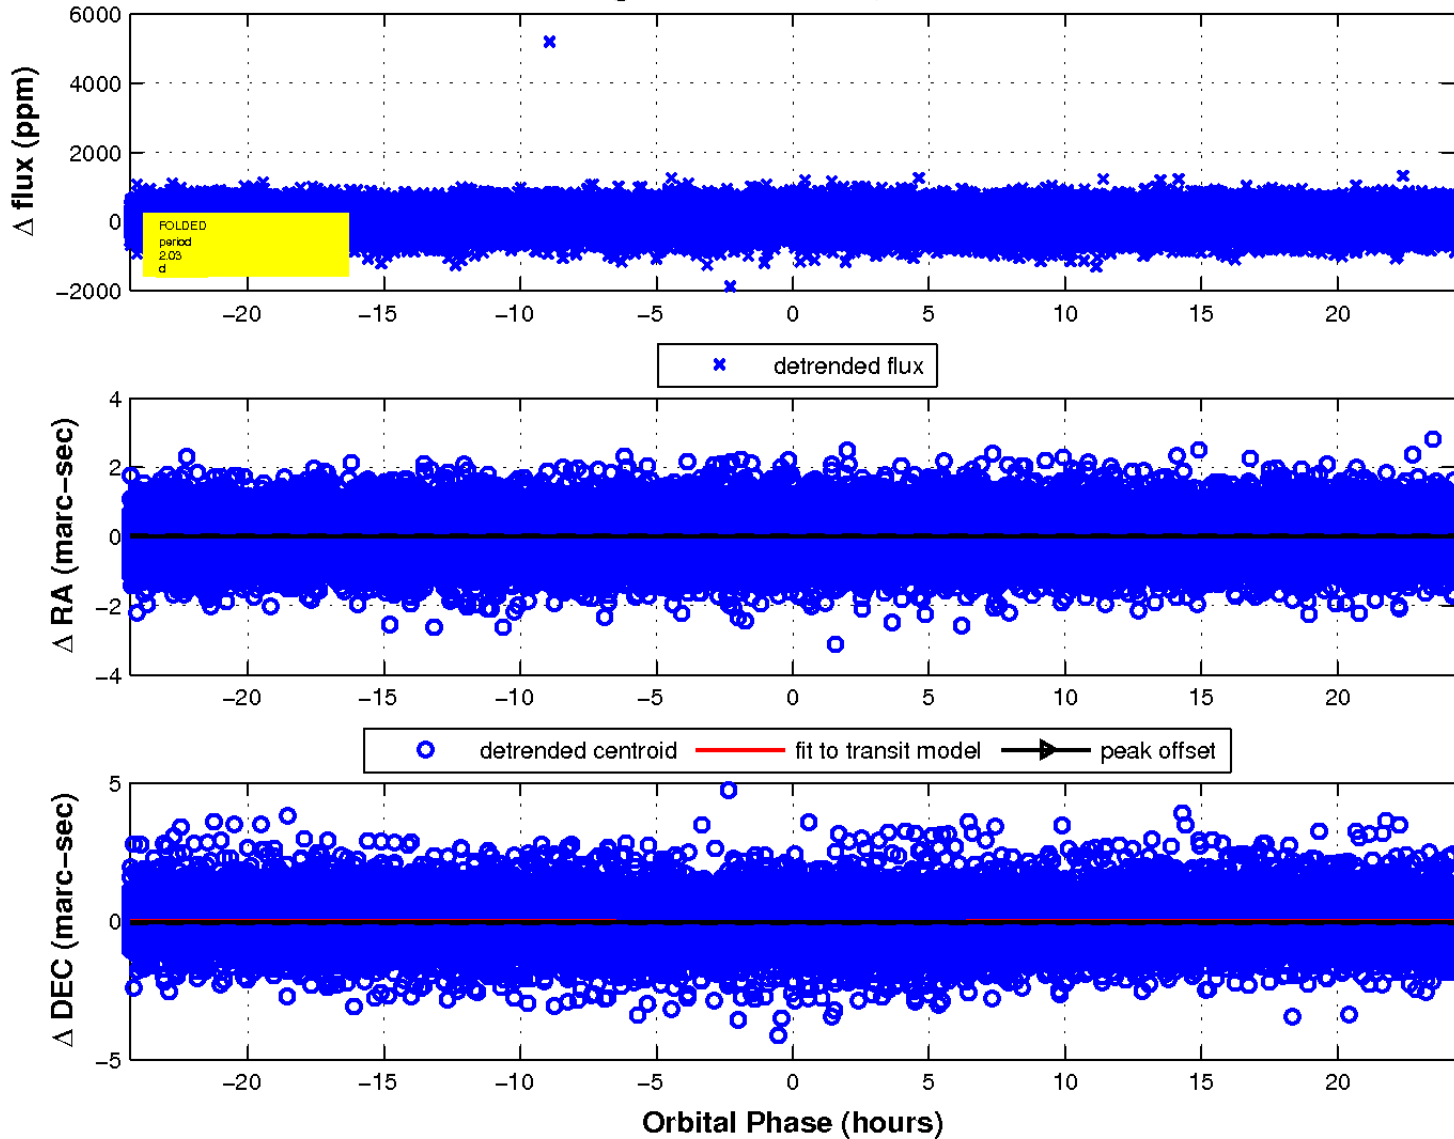 6000
4000
2000
0
−2000
Δ flux (ppm)
FOLDED
period
2.03
d
−20 −15 −10 −5 0 5 10 15 20
detrended flux
4
2
0
−2
−4
Δ RA (marc−sec)
−20 −15 −10 −5 0 5 10 15 20
detrended centroid fit to transit model peak offset
5
0
−5
Δ DEC (marc−sec)
−20 −15 −10 −5 0 5 10 15 20
Orbital Phase (hours)